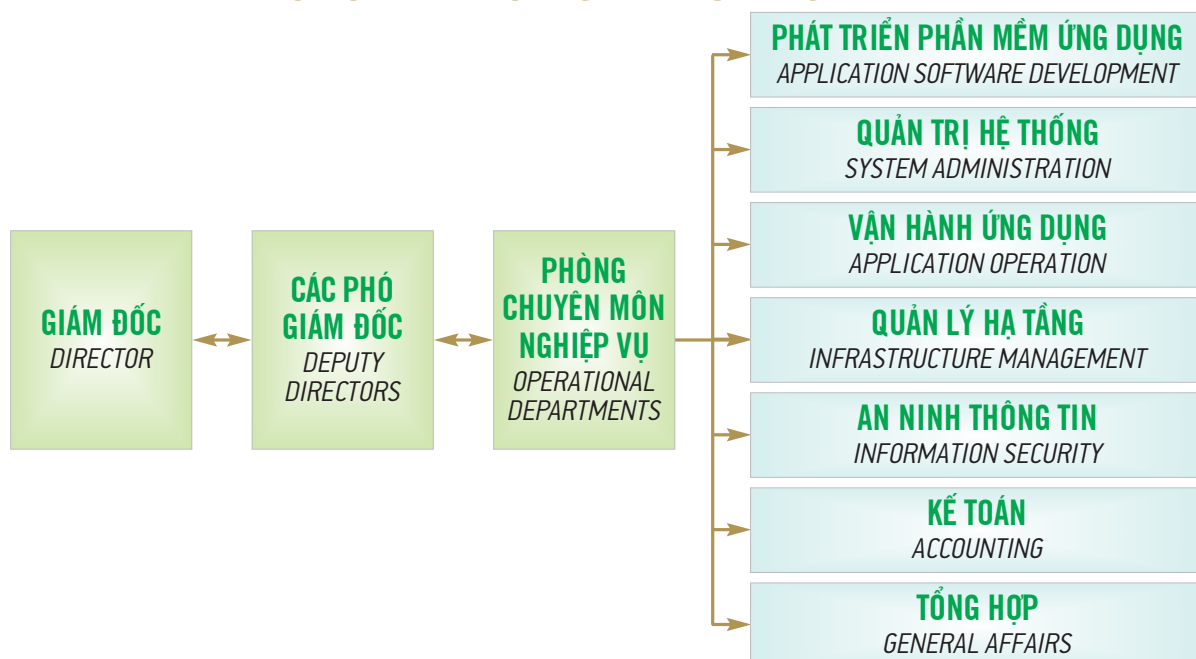 GIÁM ĐỐC
DIRECTOR
CÁC PHÓ
GIÁM ĐỐC
DEPUTY
DIRECTORS
PHÒNG
CHUYÊN MÔN
NGHIỆP VỤ
OPERATIONAL
DEPARTMENTS
PHÁT TRIỂN PHẦN MỀM ỨNG DỤNG
APPLICATION SOFTWARE DEVELOPMENT
QUẢN TRỊ HỆ THỐNG
SYSTEM ADMINISTRATION
VẬN HÀNH ỨNG DỤNG
APPLICATION OPERATION
QUẢN LÝ HẠ TẦNG
INFRASTRUCTURE MANAGEMENT
AN NINH THÔNG TIN
INFORMATION SECURITY
KẾ TOÁN
ACCOUNTING
TỔNG HỢP
GENERAL AFFAIRS